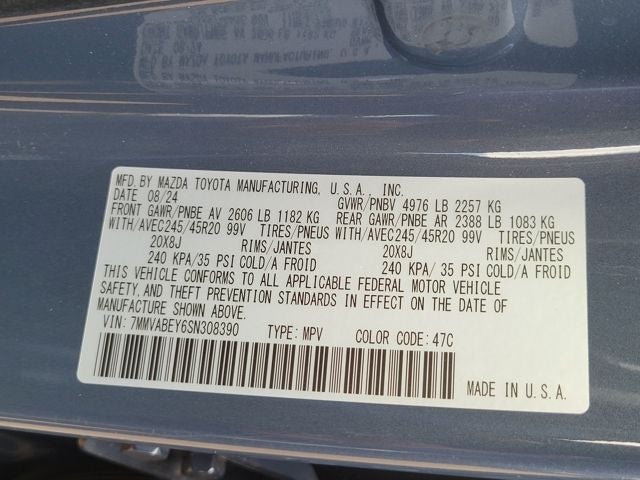 MFD. BY MAZDA TOYOTA MANUFACTURING, U.S.A., INC.
DATE 08/24 GVWR/PNBV 4976 LB 2257 KG
FRONT GAWR/PNBE AV 2606 LB 1182 KG REAR GAWR/PNBE AR 2388 LB 1083 KG
WITH/AVEC245/45R20 99V TIRES/PNEUS WITH/AVEC245/45R20 99V TIRES/PNEUS
20X8J RIMS/JANTES 20X8J RIMS/JANTES
240 KPA/35 PSI COLD/A FROID 240 KPA/35 PSI COLD/A FROID
THIS VEHICLE CONFORMS TO ALL APPLICABLE FEDERAL MOTOR VEHICLE
SAFETY, AND THEFT PREVENTION STANDARDS IN EFFECT ON THE DATE OF
MANUFACTURE SHOWN ABOVE.
VIN: 7MMVABEY6SN308390 TYPE: MPV COLOR CODE: 47C
MADE IN U.S.A.